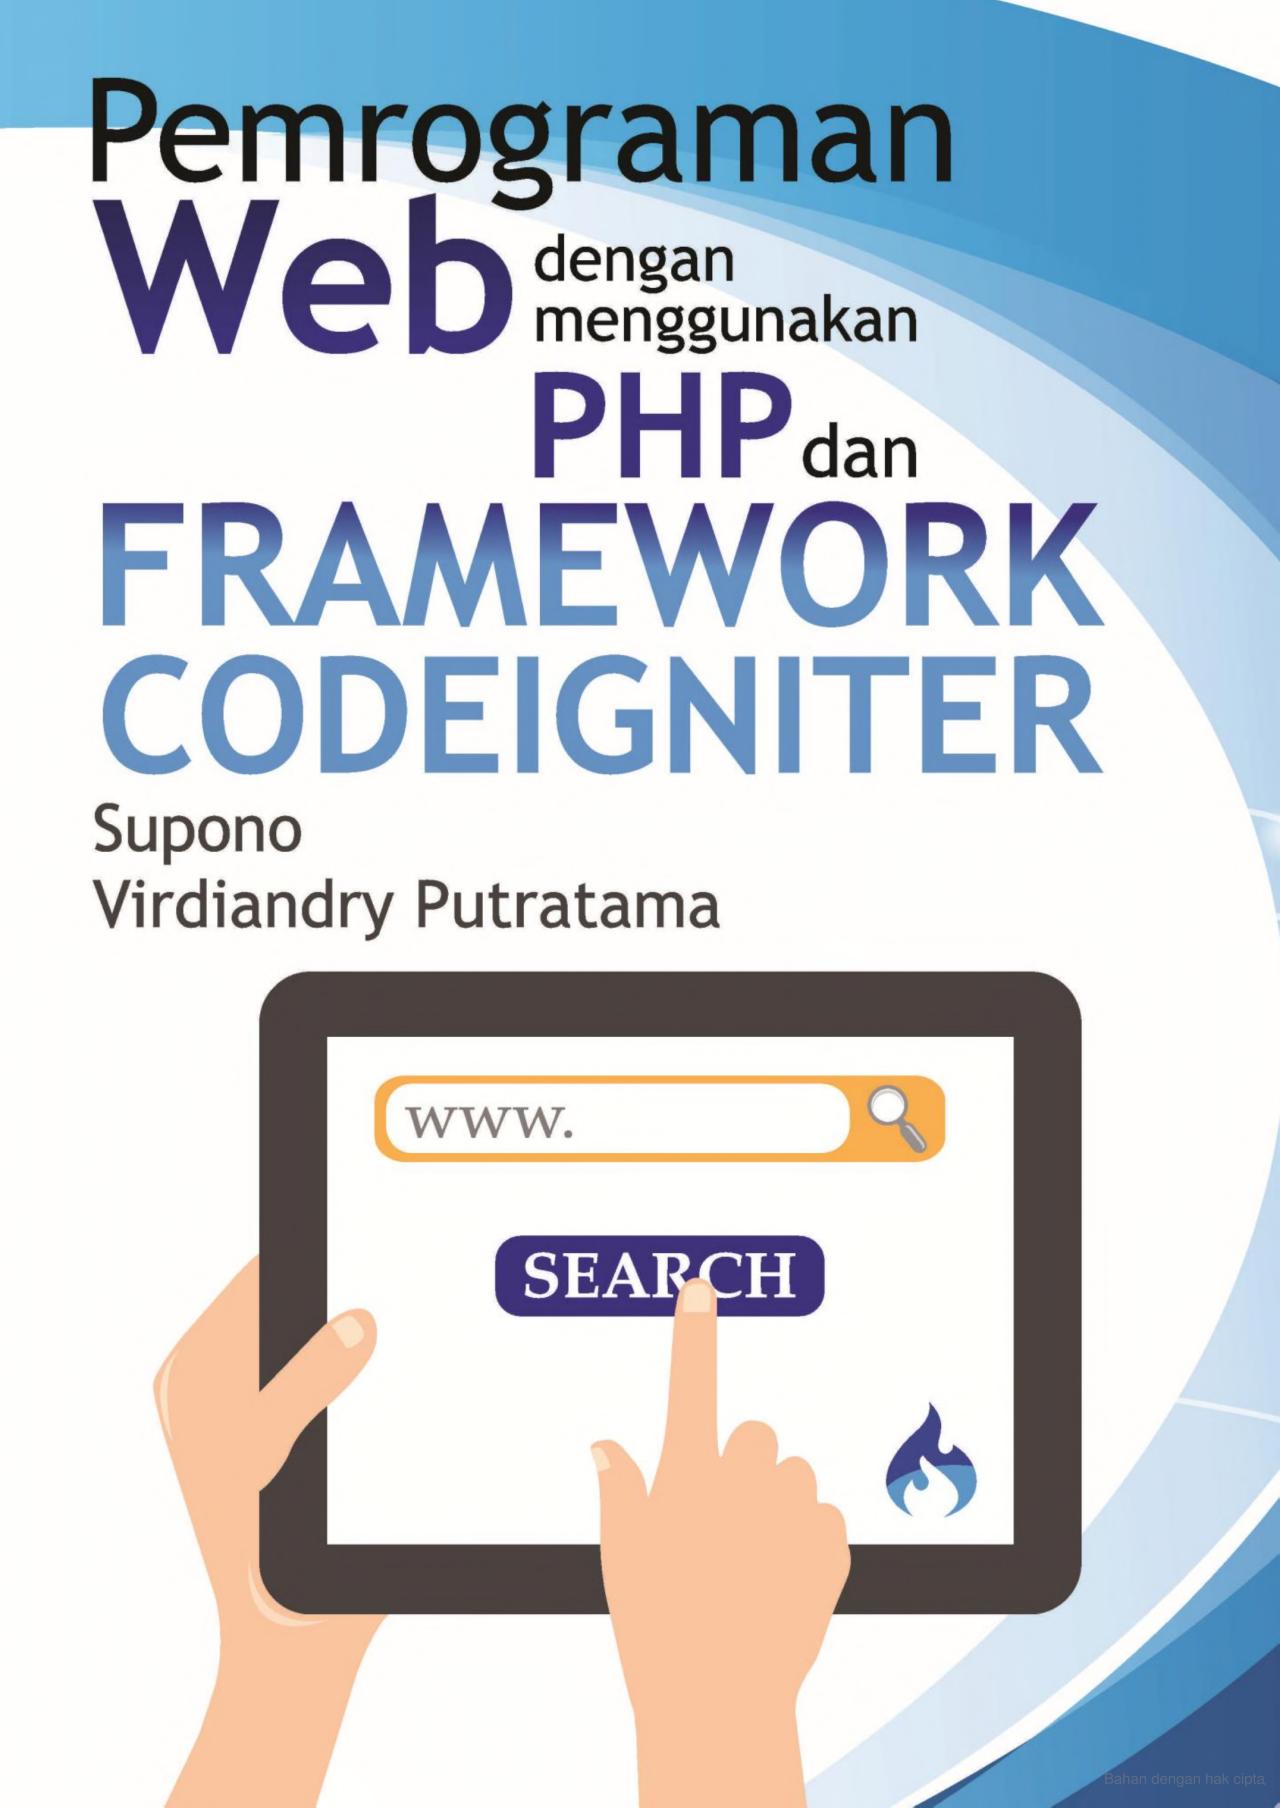 Pemrograman
Web dengan
menggunakan
PHP dan
FRAMEWORK
CODEIGNITER
Supono
Virdiandry Putratama
www.
SEARCH
Bahan dengan hak cipta